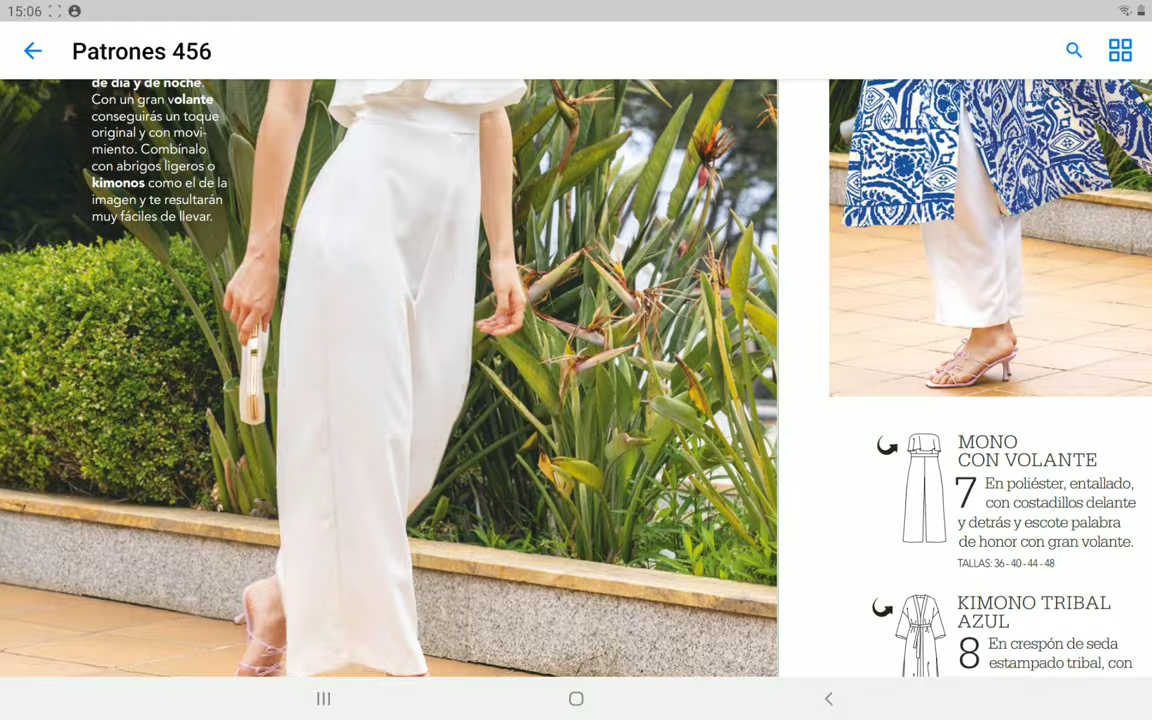 15:06
Patrones 456
de día y de noche.
Con un gran volante
conseguirás un toque
original y con movi-
miento. Combínalo
con abrigos ligeros o
kimonos como el de la
imagen y te resultarán
muy fáciles de llevar.
MONO
CON VOLANTE
7 En poliéster, entallado,
con costadillos delante
y detrás y escote palabra
de honor con gran volante.
TALLAS: 36 - 40 - 44 - 48
KIMONO TRIBAL
AZUL
8 En crespón de seda
estampado tribal, con